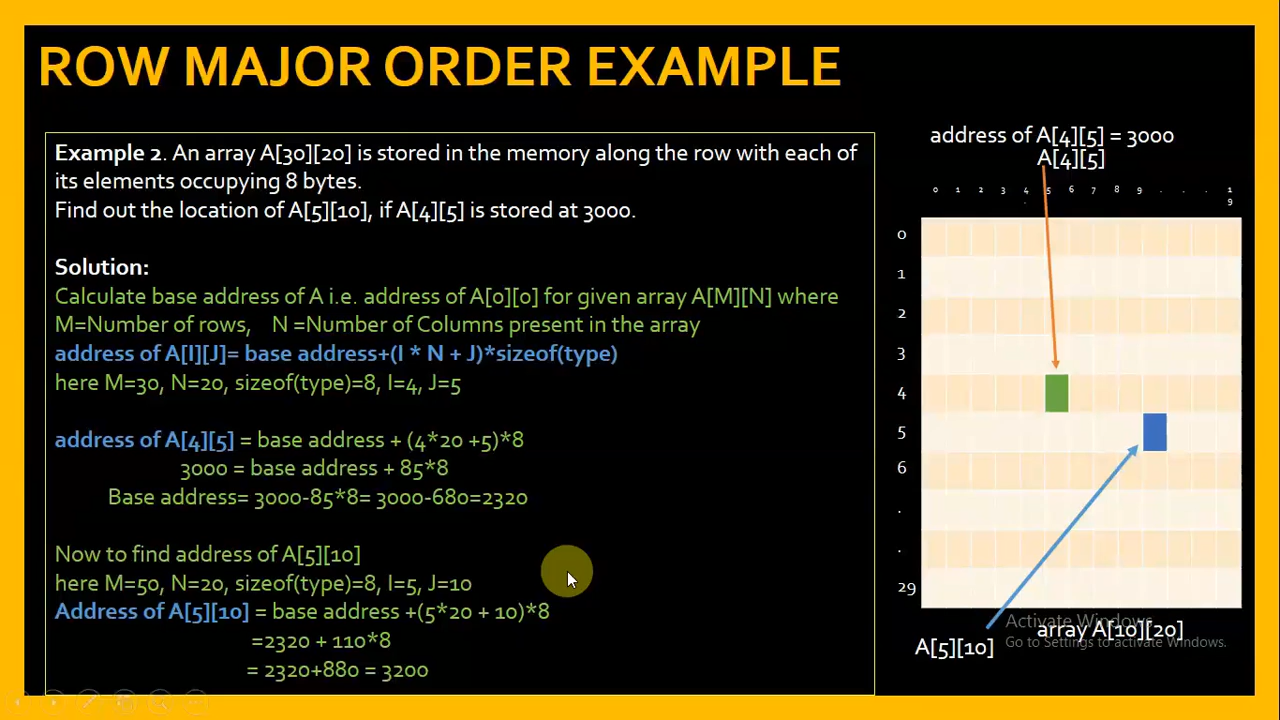 ROW MAJOR ORDER EXAMPLE
Example 2. An array A[30][20] is stored in the memory along the row with each of
its elements occupying 8 bytes.
Find out the location of A[5][10], if A[4][5] is stored at 3000.
Solution:
Calculate base address of A i.e. address of A[0][0] for given array A[M][N] where
M=Number of rows,    N =Number of Columns present in the array
address of A[I][J]= base address+(I * N + J)*sizeof(type)
here M=30, N=20, sizeof(type)=8, I=4, J=5
address of A[4][5] = base address + (4*20 +5)*8
3000 = base address + 85*8
Base address= 3000-85*8= 3000-680=2320
Now to find address of A[5][10]
here M=50, N=20, sizeof(type)=8, I=5, J=10
Address of A[5][10] = base address +(5*20 + 10)*8
=2320 + 110*8
= 2320+880 = 3200
address of A[4][5] = 3000
A[4][5]
0 1 2 3 4 5 6 7 8 9 . . . 19
.
0
1
2
3
4
5
6
.
.
29
A[5][10]
array A[10][20]
Activate Windows
Go to Settings to activate Windows.